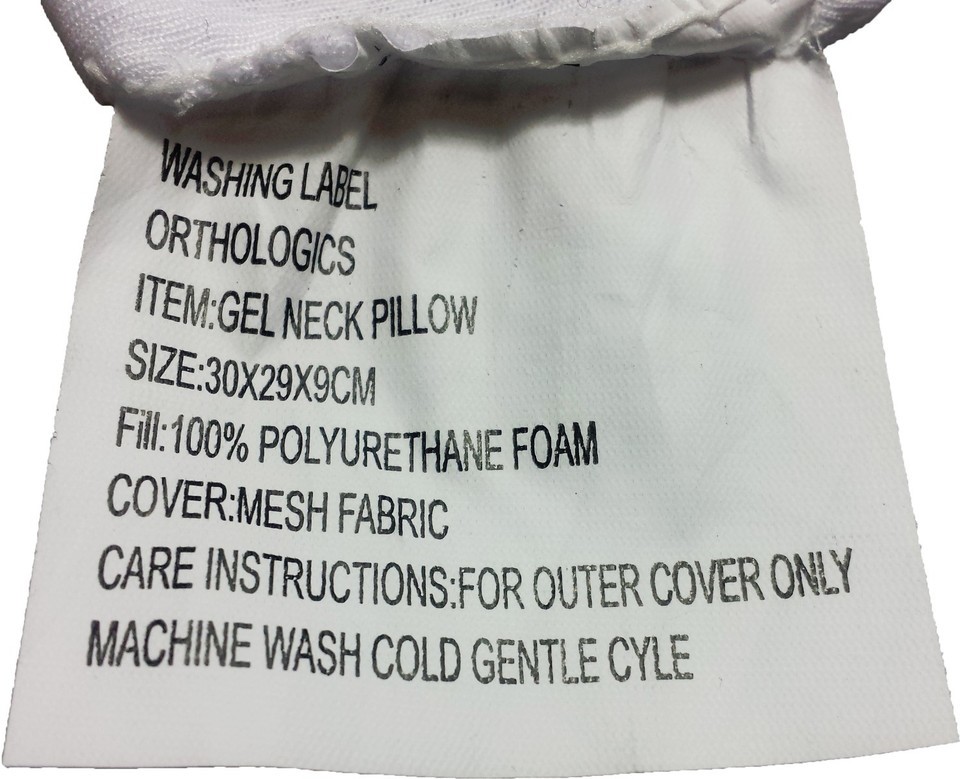 WASHING LABEL
ORTHOLOGICS
ITEM:GEL NECK PILLOW
SIZE:30X29X9CM
Fill:100% POLYURETHANE FOAM
COVER:MESH FABRIC
CARE INSTRUCTIONS:FOR OUTER COVER ONLY
MACHINE WASH COLD GENTLE CYLE